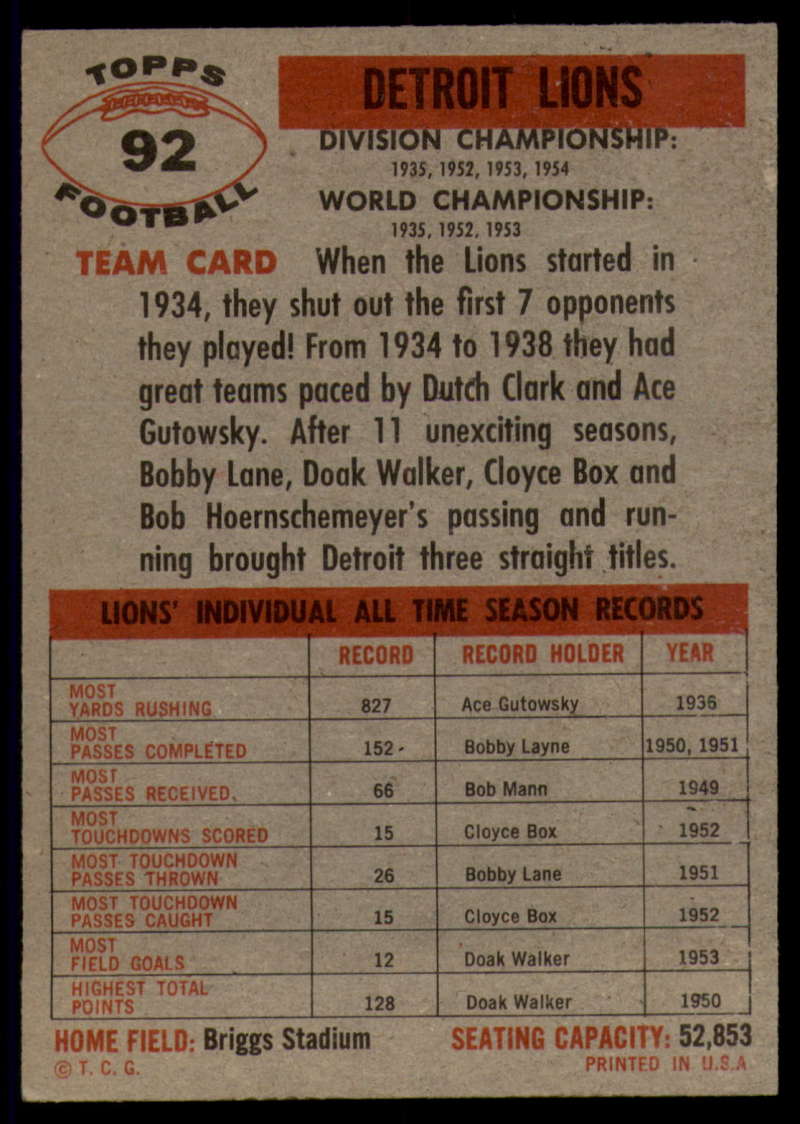 TOPPS
92
FOOTBALL
DETROIT LIONS
DIVISION CHAMPIONSHIP:
1935, 1952, 1953, 1954
WORLD CHAMPIONSHIP:
1935, 1952, 1953
TEAM CARD When the Lions started in
1934, they shut out the first 7 opponents
they played! From 1934 to 1938 they had
great teams paced by Dutch Clark and Ace
Gutowsky. After 11 unexciting seasons,
Bobby Lane, Doak Walker, Cloyce Box and
Bob Hoernschemeyer's passing and run-
ning brought Detroit three straight titles.
LIONS' INDIVIDUAL ALL TIME SEASON RECORDS
RECORD RECORD HOLDER YEAR
MOST
YARDS RUSHING 827 Ace Gutowsky 1936
MOST
PASSES COMPLETED 152 Bobby Layne 1950, 1951
MOST
PASSES RECEIVED 66 Bob Mann 1949
MOST
TOUCHDOWNS SCORED 15 Cloyce Box 1952
MOST TOUCHDOWN
PASSES THROWN 26 Bobby Lane 1951
MOST TOUCHDOWN
PASSES CAUGHT 15 Cloyce Box 1952
MOST
FIELD GOALS 12 Doak Walker 1953
HIGHEST TOTAL
POINTS 128 Doak Walker 1950
HOME FIELD: Briggs Stadium SEATING CAPACITY: 52,853
© T. C. G. PRINTED IN U.S.A